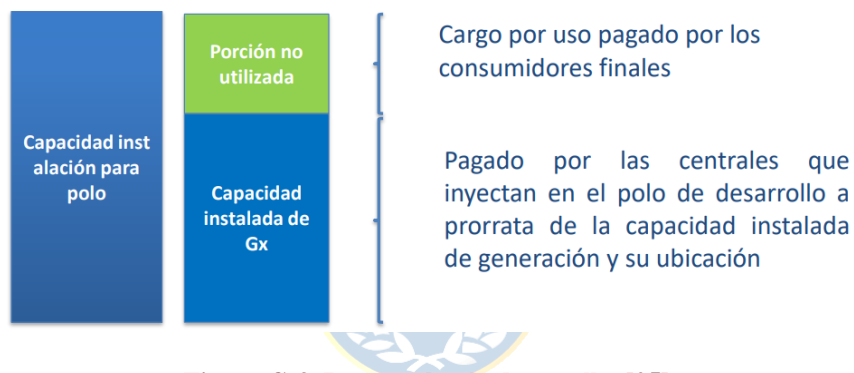 Capacidad inst
alación para
polo
Porción no
utilizada
Capacidad
instalada de
Gx
Cargo por uso pagado por los
consumidores finales
Pagado por las centrales que
inyectan en el polo de desarrollo a
prorrata de la capacidad instalada
de generación y su ubicación